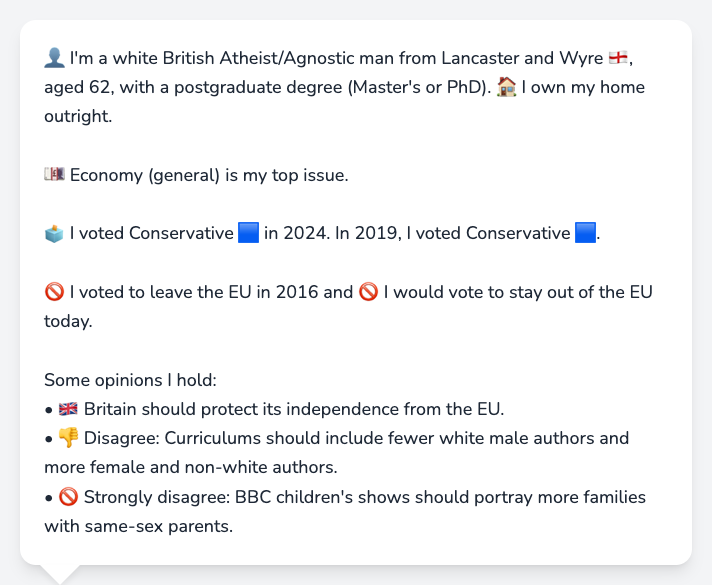 👤 I'm a white British Atheist/Agnostic man from Lancaster and Wyre 🏴󠁧󠁢󠁥󠁮󠁧󠁿,
aged 62, with a postgraduate degree (Master's or PhD). 🏠 I own my home
outright.
💷 Economy (general) is my top issue.
🗳️ I voted Conservative 🟦 in 2024. In 2019, I voted Conservative 🟦.
🚫 I voted to leave the EU in 2016 and 🚫 I would vote to stay out of the EU
today.
Some opinions I hold:
• 🇬🇧 Britain should protect its independence from the EU.
• 👎 Disagree: Curriculums should include fewer white male authors and
more female and non-white authors.
• 🚫 Strongly disagree: BBC children's shows should portray more families
with same-sex parents.